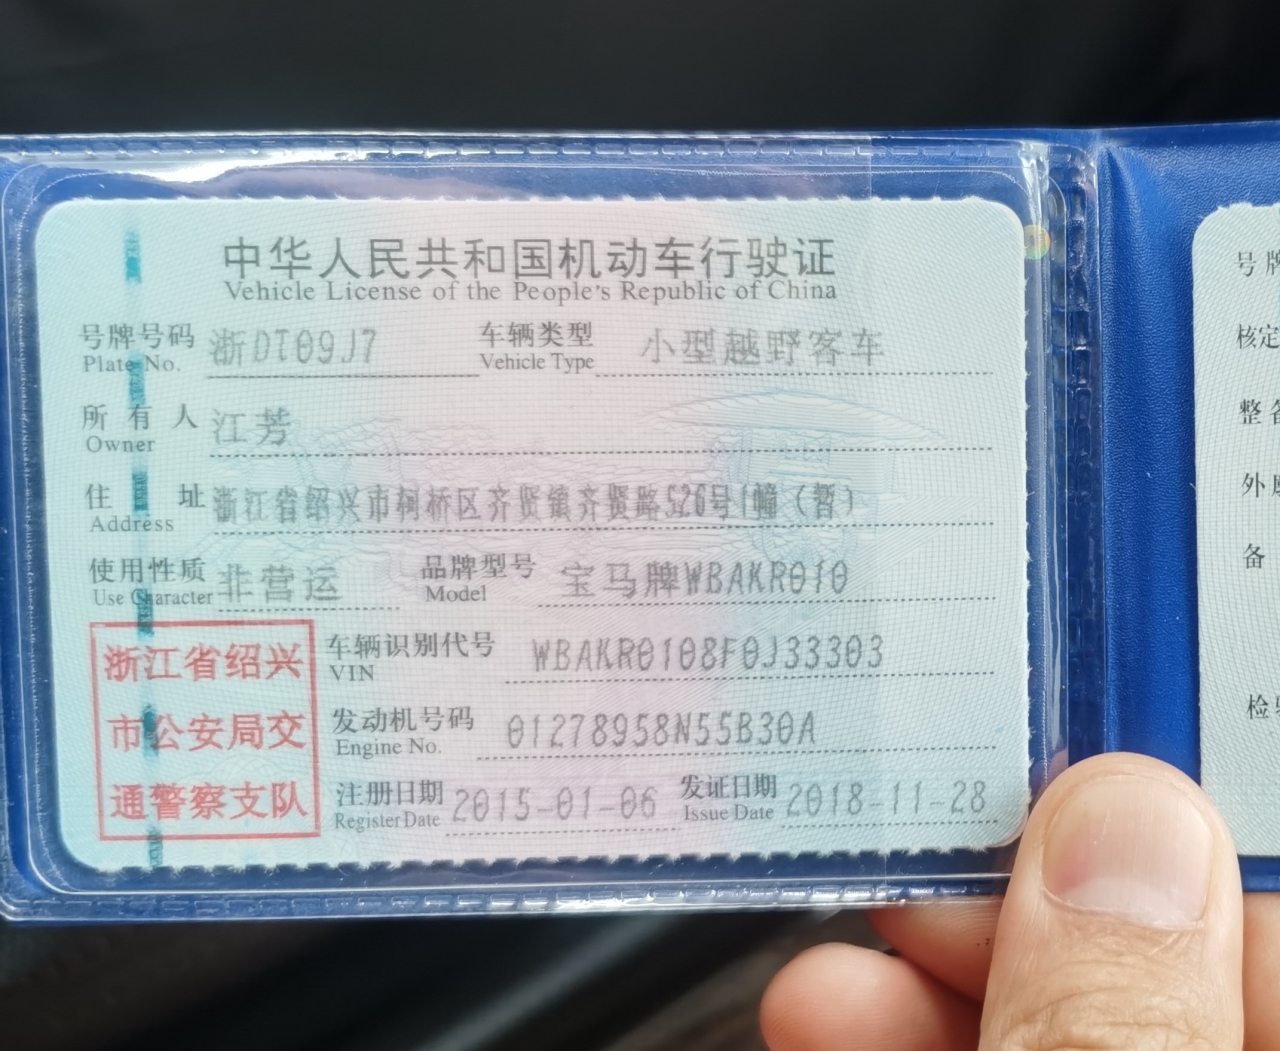 中华人民共和国机动车行驶证
Vehicle License of the People's Republic of China
号牌号码 浙DT09J7 车辆类型 小型越野客车
Plate No. Vehicle Type
所有人 江芳
Owner
住址 浙江省绍兴市柯桥区齐贤镇齐贤路526号1幢（暂）
Address
使用性质 非营运 品牌型号 宝马牌WBAKR010
Use Character Model
浙江省绍兴
市公安局交
通警察支队
车辆识别代号 WBAKR0108F0J33303
VIN
发动机号码 01278958N55B30A
Engine No.
注册日期 2015-01-06 发证日期 2018-11-28
Register Date Issue Date
号牌
核定
整备
外
备
检